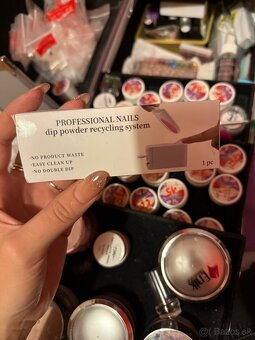 PROFESSIONAL NAILS
dip powder recycling system
-NO PRODUCT WASTE
-EASY CLEAN UP
-NO DOUBLE DIP
1 pc
bazos.sk